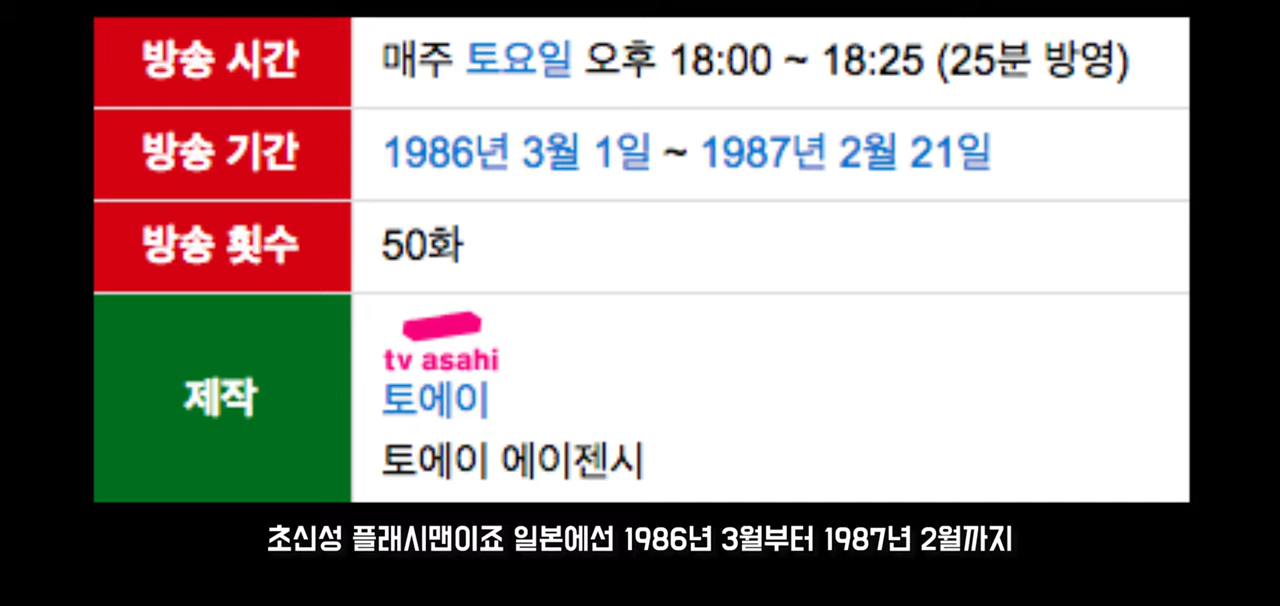 방송 시간
매주 토요일 오후 18:00 ~ 18:25 (25분 방영)
방송 기간
1986년 3월 1일 ~ 1987년 2월 21일
방송 횟수
50화
제작
tv asahi
토에이
토에이 에이젠시
초신성 플래시맨이죠 일본에선 1986년 3월부터 1987년 2월까지